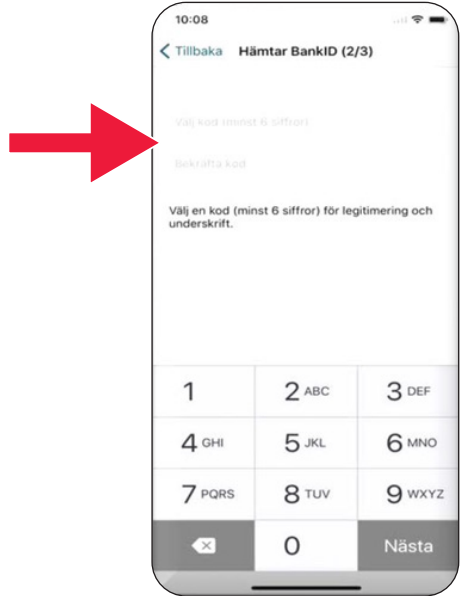 10:08
Tillbaka Hämtar BankID (2/3)
Välj kod (minst 6 siffror)
Bekräfta kod
Välj en kod (minst 6 siffror) för legitimering och
underskrift.
1 2 ABC 3 DEF
4 GHI 5 JKL 6 MNO
7 PQRS 8 TUV 9 WXYZ
0 Nästa